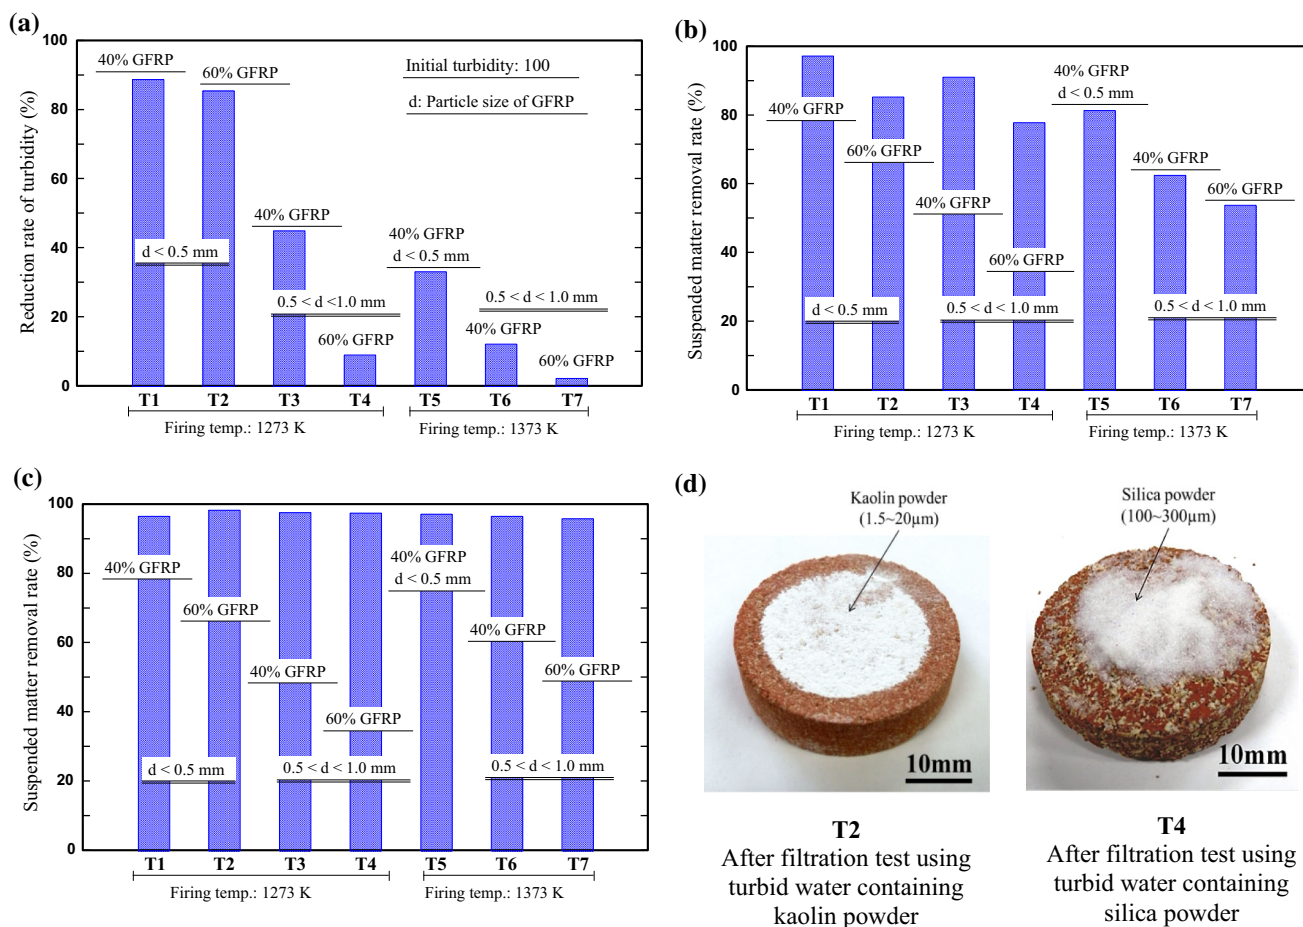 (a)
Reduction rate of turbidity (%)
100
80
60
40
20
0
40% GFRP
60% GFRP
Initial turbidity: 100
d: Particle size of GFRP
40% GFRP
d < 0.5 mm
40% GFRP
d < 0.5 mm
0.5 < d <1.0 mm
0.5 < d < 1.0 mm
60% GFRP
40% GFRP
60% GFRP
T1 T2 T3 T4 T5 T6 T7
Firing temp.: 1273 K
Firing temp.: 1373 K
(b)
Suspended matter removal rate (%)
100
80
60
40
20
0
40% GFRP
d < 0.5 mm
40% GFRP
60% GFRP
40% GFRP
60% GFRP
40% GFRP
60% GFRP
d < 0.5 mm
0.5 < d < 1.0 mm
0.5 < d < 1.0 mm
T1 T2 T3 T4 T5 T6 T7
Firing temp.: 1273 K
Firing temp.: 1373 K
(c)
Suspended matter removal rate (%)
100
80
60
40
20
0
40% GFRP
40% GFRP
d < 0.5 mm
60% GFRP
40% GFRP
40% GFRP
60% GFRP
60% GFRP
d < 0.5 mm
0.5 < d < 1.0 mm
0.5 < d < 1.0 mm
T1 T2 T3 T4 T5 T6 T7
Firing temp.: 1273 K
Firing temp.: 1373 K
(d)
Kaolin powder
(1.5~20μm)
10mm
T2
After filtration test using
turbid water containing
kaolin powder
Silica powder
(100~300μm)
10mm
T4
After filtration test using
turbid water containing
silica powder